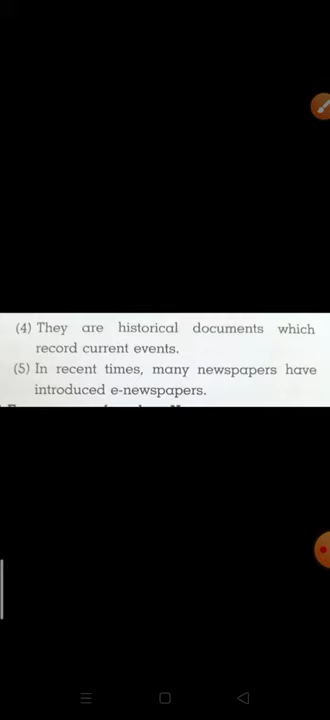 (4) They are historical documents which
record current events.
(5) In recent times, many newspapers have
introduced e-newspapers.